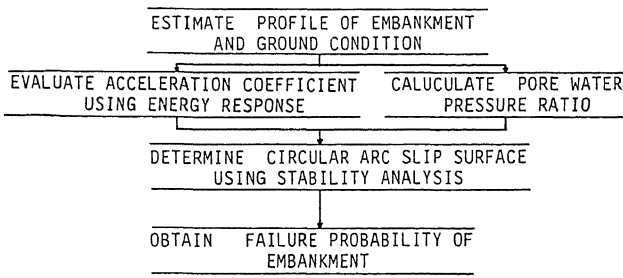 ESTIMATE PROFILE OF EMBANKMENT
AND GROUND CONDITION
EVALUATE ACCELERATION COEFFICIENT
USING ENERGY RESPONSE
CALUCULATE PORE WATER
PRESSURE RATIO
DETERMINE CIRCULAR ARC SLIP SURFACE
USING STABILITY ANALYSIS
OBTAIN FAILURE PROBABILITY OF
EMBANKMENT